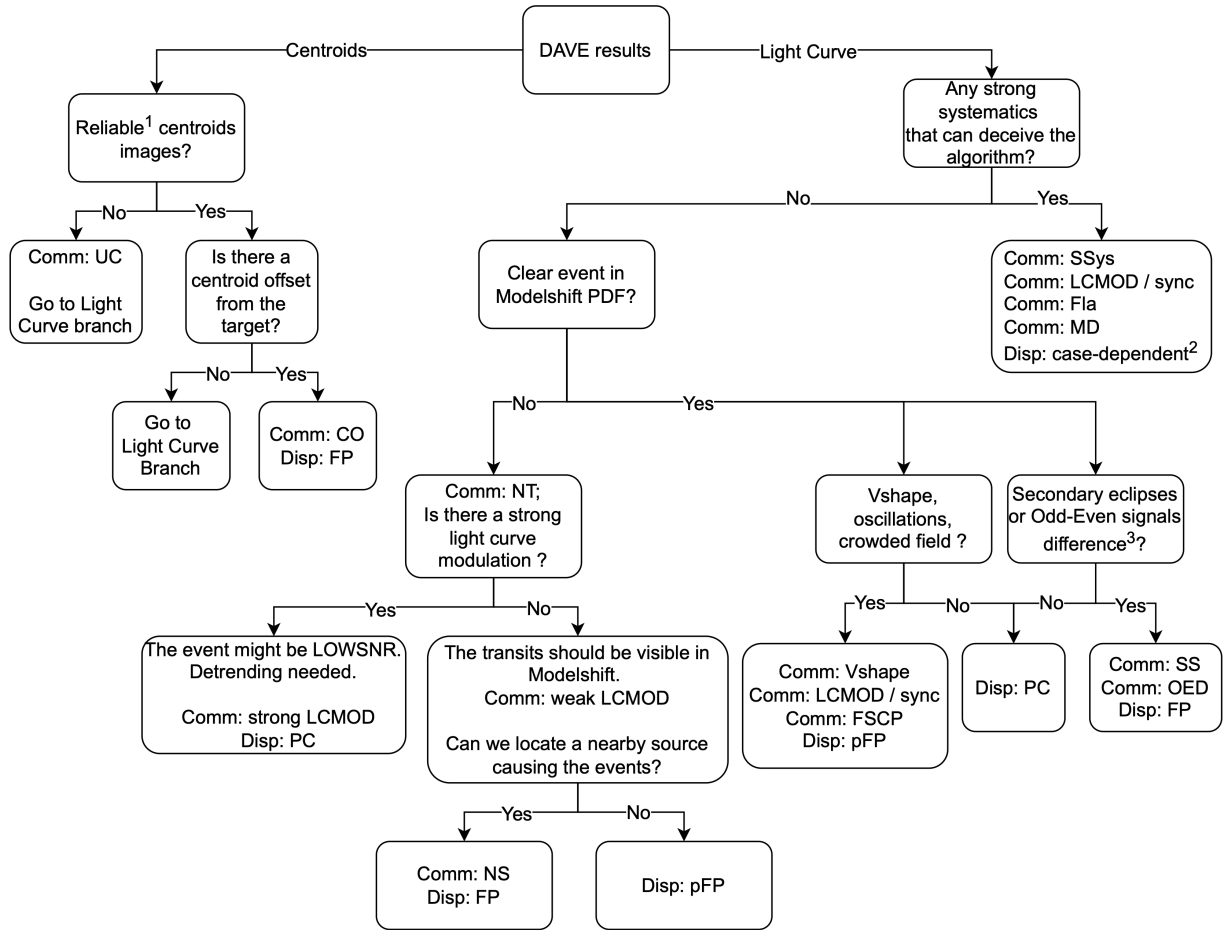 DAVE results
Centroids
Light Curve
Reliable1 centroids
images?
Any strong
systematics
that can deceive the
algorithm?
No
Yes
No
Yes
Comm: UC
Go to Light
Curve branch
Is there a
centroid offset
from the
target?
Clear event in
Modelshift PDF?
Comm: SSys
Comm: LCMOD / sync
Comm: Fla
Comm: MD
Disp: case-dependent2
No
Yes
No
Yes
Go to
Light Curve
Branch
Comm: CO
Disp: FP
Comm: NT;
Is there a strong
light curve
modulation ?
Vshape,
oscillations,
crowded field ?
Secondary eclipses
or Odd-Even signals
difference3?
Yes
No
Yes
No
No
Yes
The event might be LOWSNR.
Detrending needed.
Comm: strong LCMOD
Disp: PC
The transits should be visible in
Modelshift.
Comm: weak LCMOD
Can we locate a nearby source
causing the events?
Comm: Vshape
Comm: LCMOD / sync
Comm: FSCP
Disp: pFP
Disp: PC
Comm: SS
Comm: OED
Disp: FP
Yes
No
Comm: NS
Disp: FP
Disp: pFP